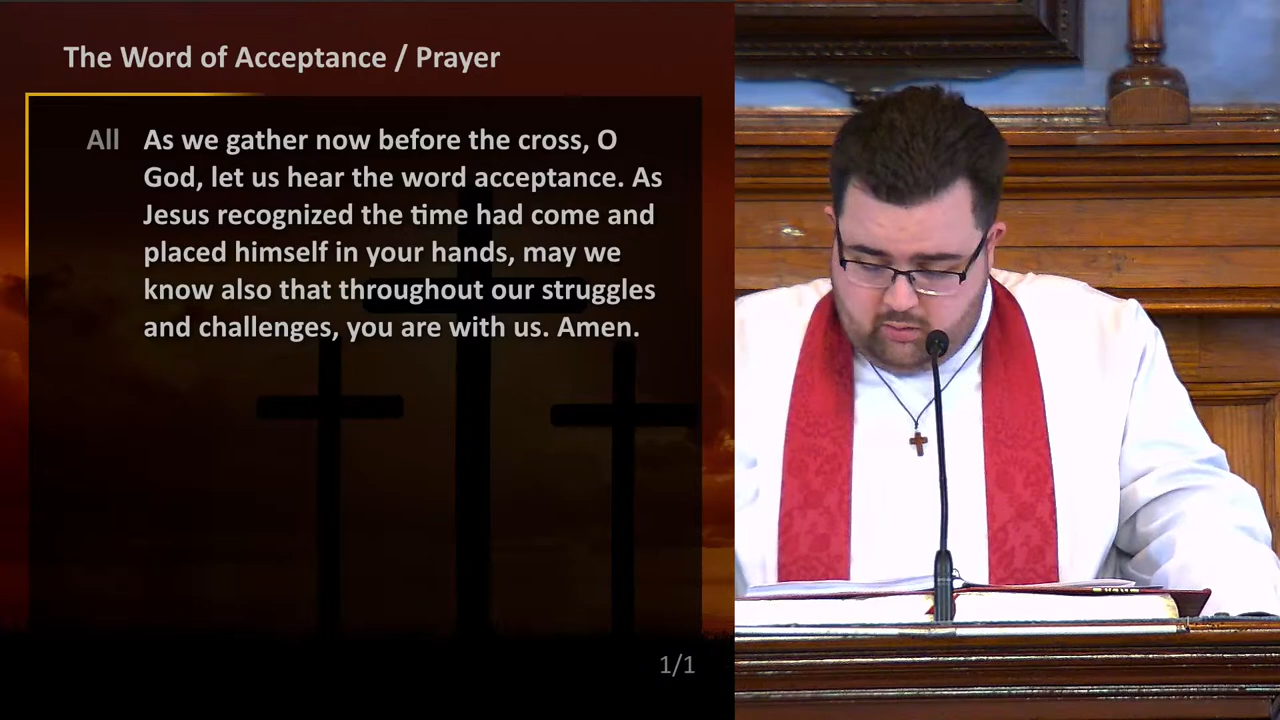 The Word of Acceptance / Prayer
All As we gather now before the cross, O
God, let us hear the word acceptance. As
Jesus recognized the time had come and
placed himself in your hands, may we
know also that throughout our struggles
and challenges, you are with us. Amen.
1/1